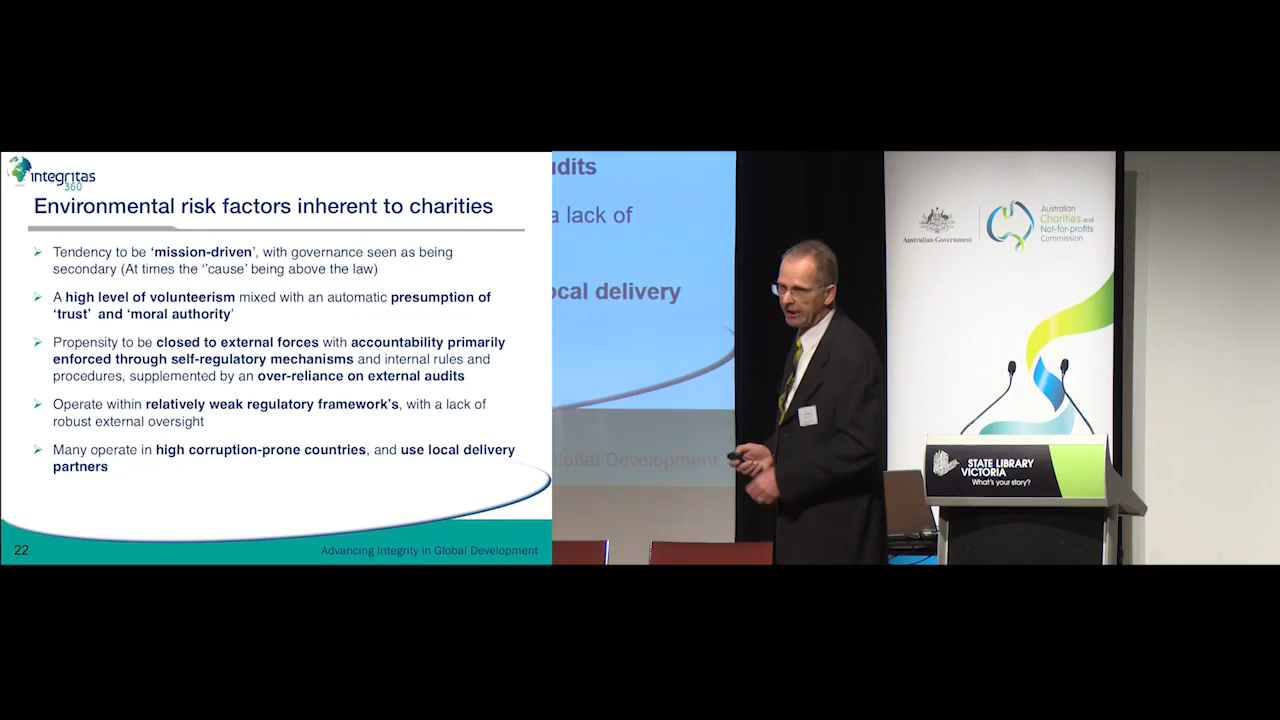 integritas
360
Environmental risk factors inherent to charities
Tendency to be ‘mission-driven’, with governance seen as being
secondary (At times the ‘’cause’ being above the law)
A high level of volunteerism mixed with an automatic presumption of
‘trust’ and ‘moral authority’
Propensity to be closed to external forces with accountability primarily
enforced through self-regulatory mechanisms and internal rules and
procedures, supplemented by an over-reliance on external audits
Operate within relatively weak regulatory framework’s, with a lack of
robust external oversight
Many operate in high corruption-prone countries, and use local delivery
partners
22
Advancing Integrity in Global Development
a lack of
delivery
Global Development
Australian Government
Australian
Charities and
Not-for-profits
Commission
STATE LIBRARY
VICTORIA
What's your story?